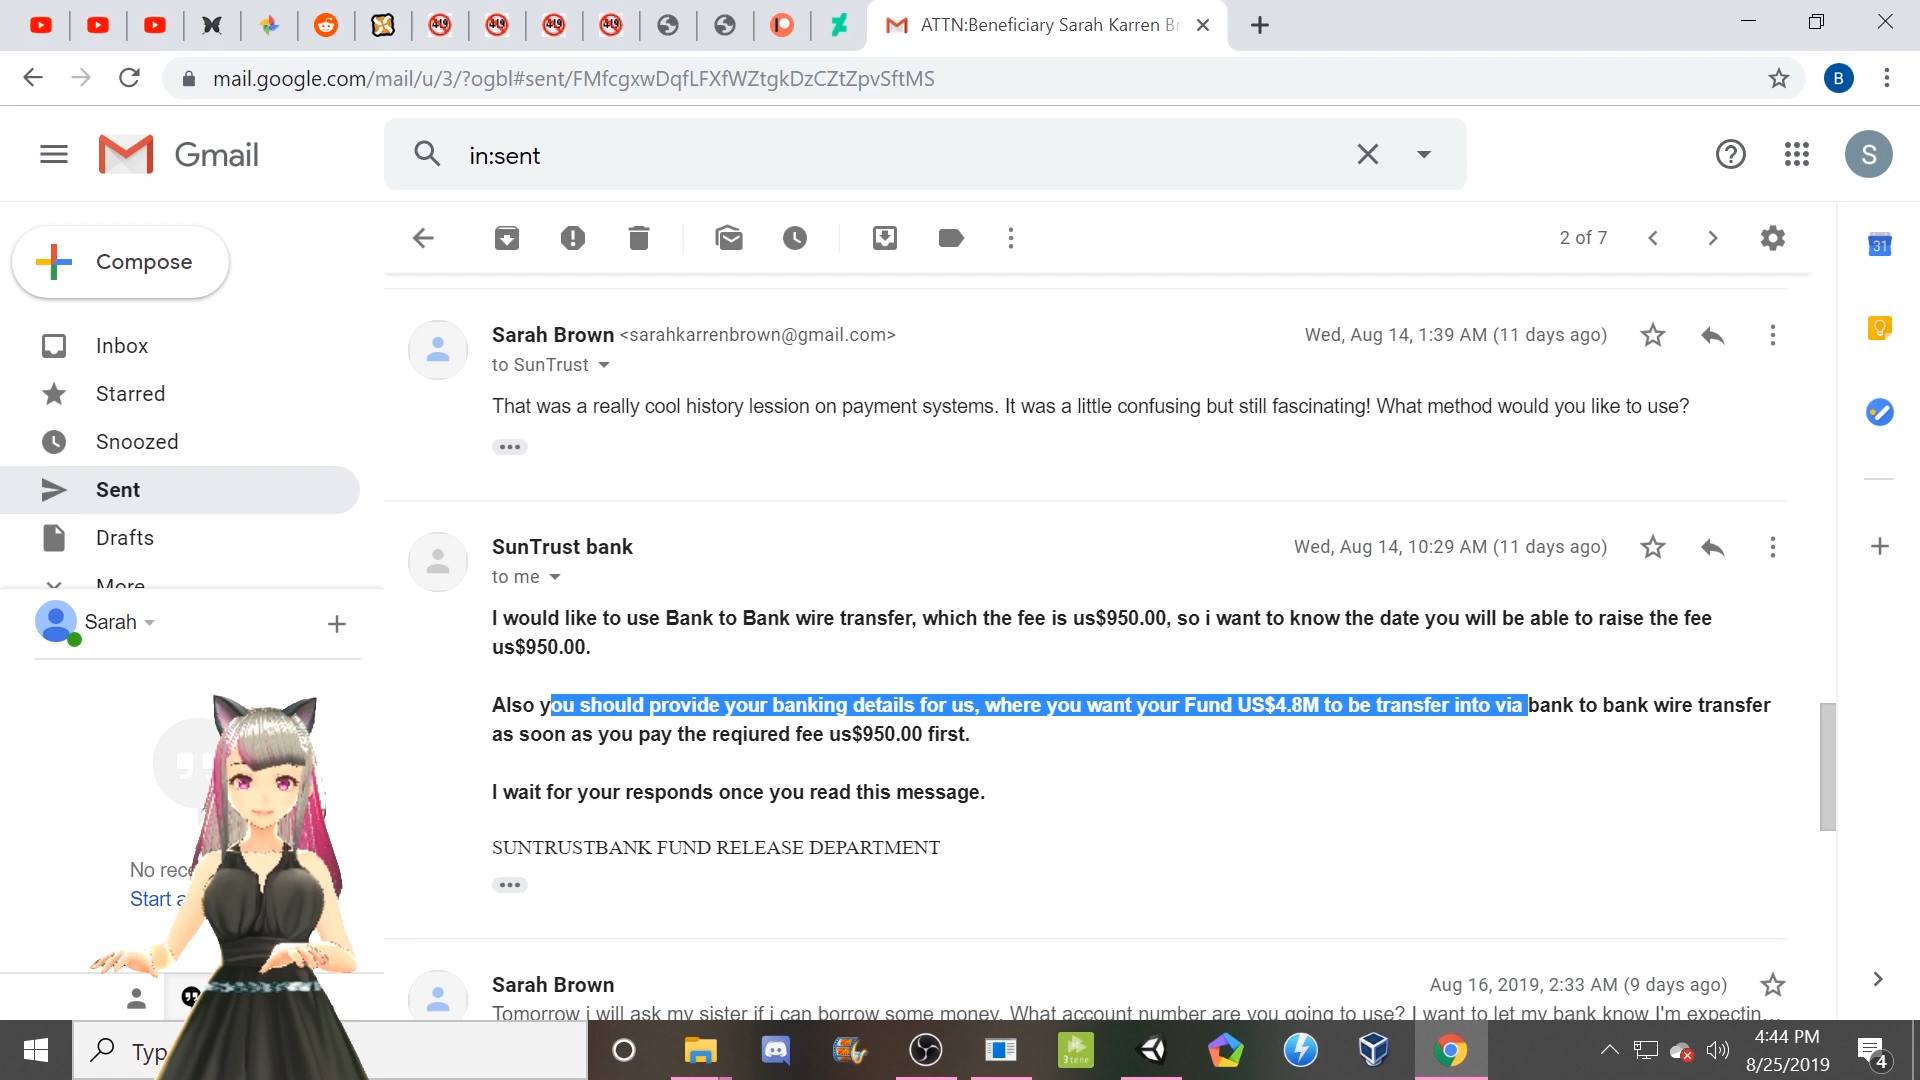 ATTN:Beneficiary Sarah Karren Br
mail.google.com/mail/u/3/?ogbl#sent/FMfcgxwDqfLFXfWZtgkDzCZtZpvSftMS
B
Gmail
in:sent
S
Compose
2 of 7
31
Inbox
Starred
Snoozed
Sent
Drafts
More
Sarah
No rece
Start a
Sarah Brown <sarahkarrenbrown@gmail.com>
Wed, Aug 14, 1:39 AM (11 days ago)
to SunTrust
That was a really cool history lession on payment systems. It was a little confusing but still fascinating! What method would you like to use?
SunTrust bank
Wed, Aug 14, 10:29 AM (11 days ago)
to me
I would like to use Bank to Bank wire transfer, which the fee is us$950.00, so i want to know the date you will be able to raise the fee
us$950.00.
Also you should provide your banking details for us, where you want your Fund US$4.8M to be transfer into via bank to bank wire transfer
as soon as you pay the reqiured fee us$950.00 first.
I wait for your responds once you read this message.
SUNTRUSTBANK FUND RELEASE DEPARTMENT
Sarah Brown
Aug 16, 2019, 2:33 AM (9 days ago)
Tomorrow i will ask my sister if i can borrow some money. What account number are you going to use? I want to let my bank know I'm expectin...
Typ
3tene
4:44 PM
8/25/2019
4